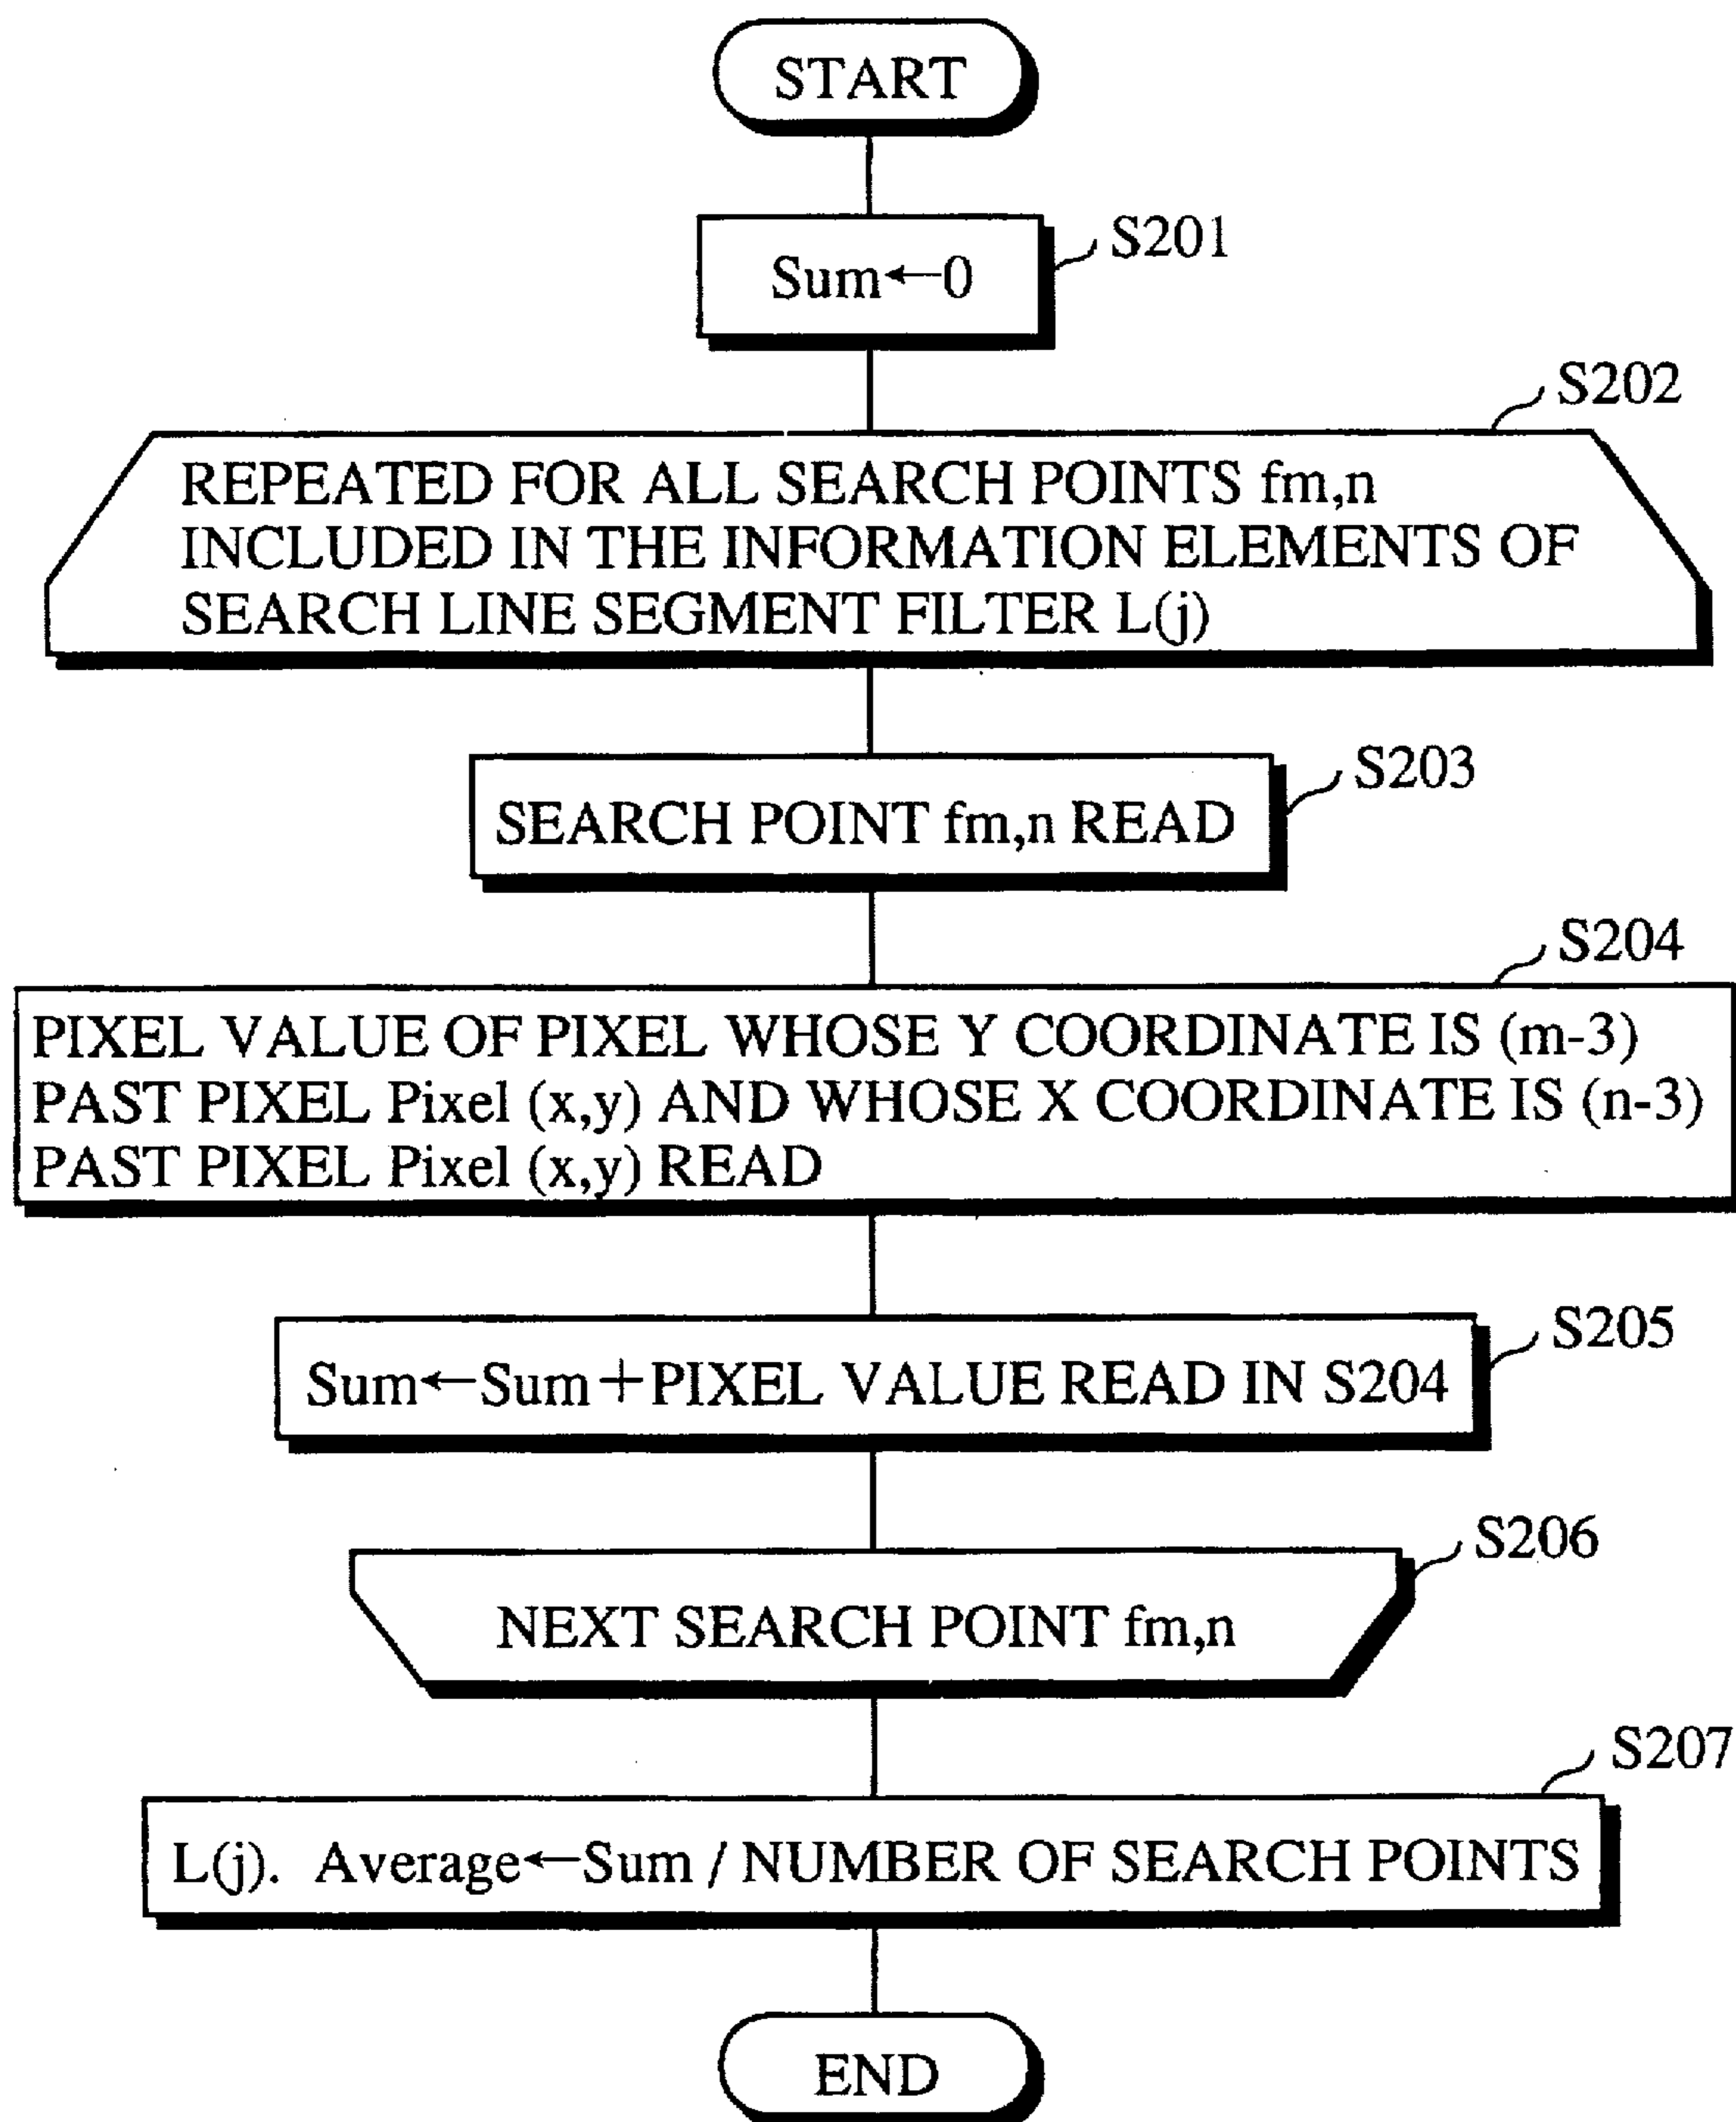 START
S201
Sum←0
S202
REPEATED FOR ALL SEARCH POINTS fm,n
INCLUDED IN THE INFORMATION ELEMENTS OF
SEARCH LINE SEGMENT FILTER L(j)
S203
SEARCH POINT fm,n READ
S204
PIXEL VALUE OF PIXEL WHOSE Y COORDINATE IS (m-3)
PAST PIXEL Pixel (x,y) AND WHOSE X COORDINATE IS (n-3)
PAST PIXEL Pixel (x,y) READ
S205
Sum←Sum+PIXEL VALUE READ IN S204
S206
NEXT SEARCH POINT fm,n
S207
L(j). Average←Sum / NUMBER OF SEARCH POINTS
END